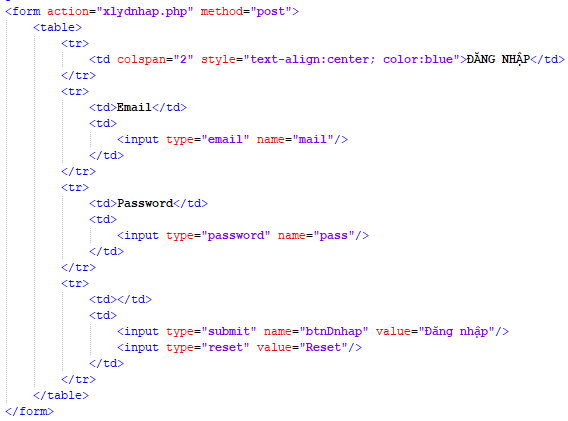 <form action="xlydnhap.php" method="post">
<table>
<tr>
<td colspan="2" style="text-align:center; color:blue">ĐĂNG NHẬP</td>
</tr>
<tr>
<td>Email</td>
<td>
<input type="email" name="mail"/>
</td>
</tr>
<tr>
<td>Password</td>
<td>
<input type="password" name="pass"/>
</td>
</tr>
<tr>
<td></td>
<td>
<input type="submit" name="btnDnhap" value="Đăng nhập"/>
<input type="reset" value="Reset"/>
</td>
</tr>
</table>
</form>